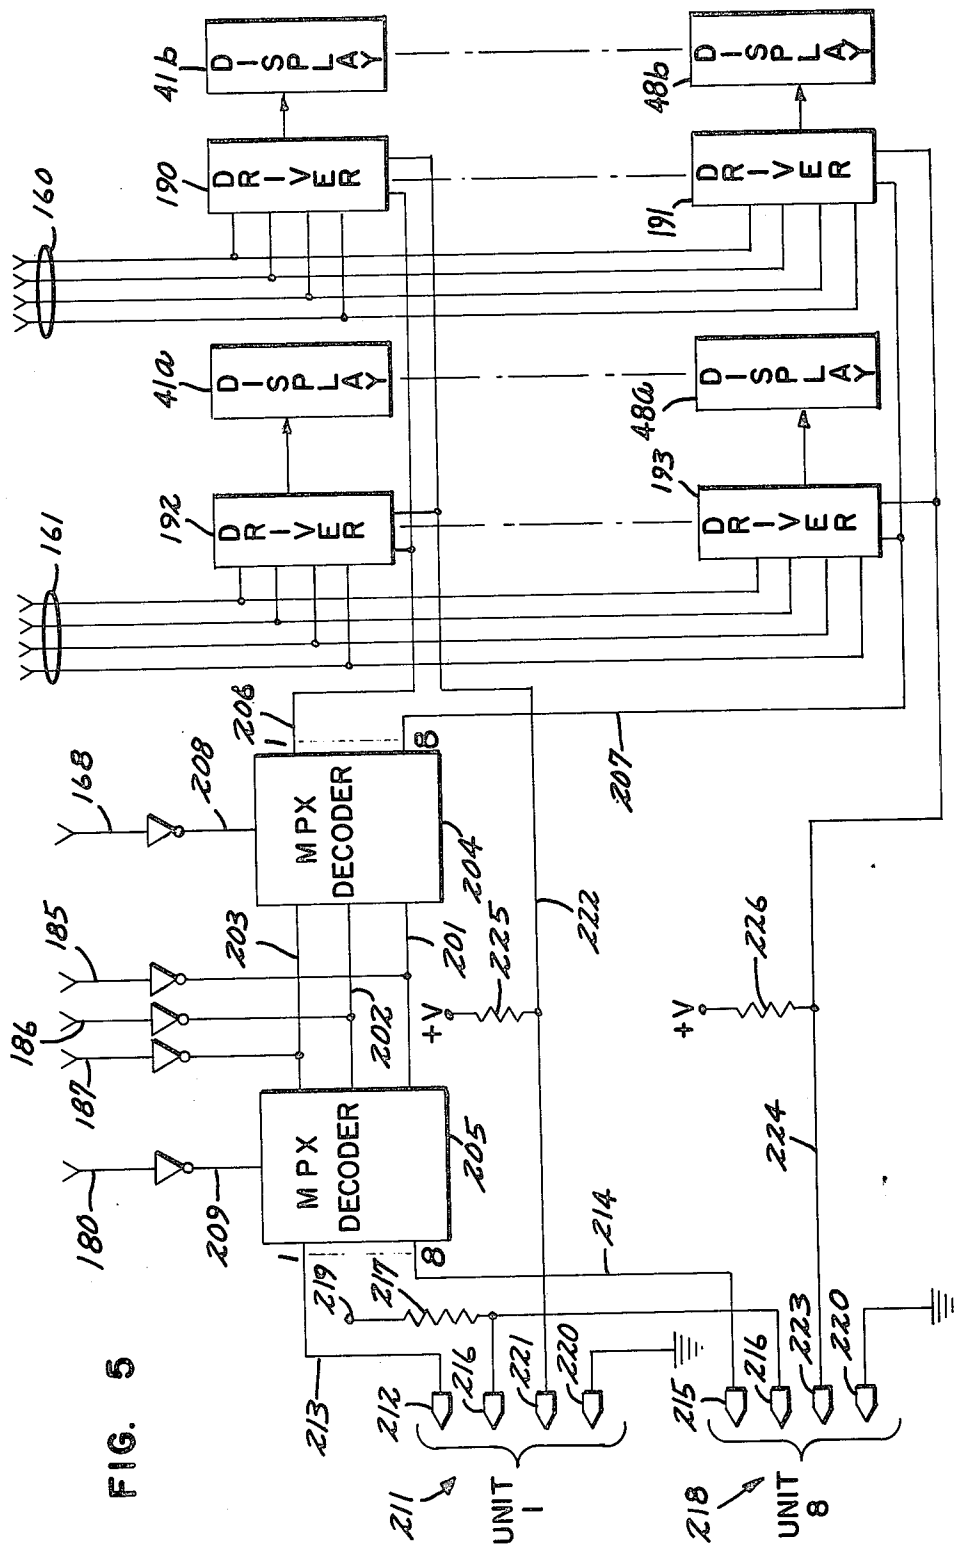 FIG. 5
180
209
187
186
185
168
208
161
160
1
MPX
DECODER
8
205
203
202
201
MPX
DECODER
204
1
8
206
207
192
DRIVER
41a
DISPLAY
190
DRIVER
41b
DISPLAY
193
DRIVER
48a
DISPLAY
191
DRIVER
48b
DISPLAY
213
219
217
214
+V
225
222
+V
226
224
212
216
221
220
211
UNIT
1
215
216
223
220
218
UNIT
8